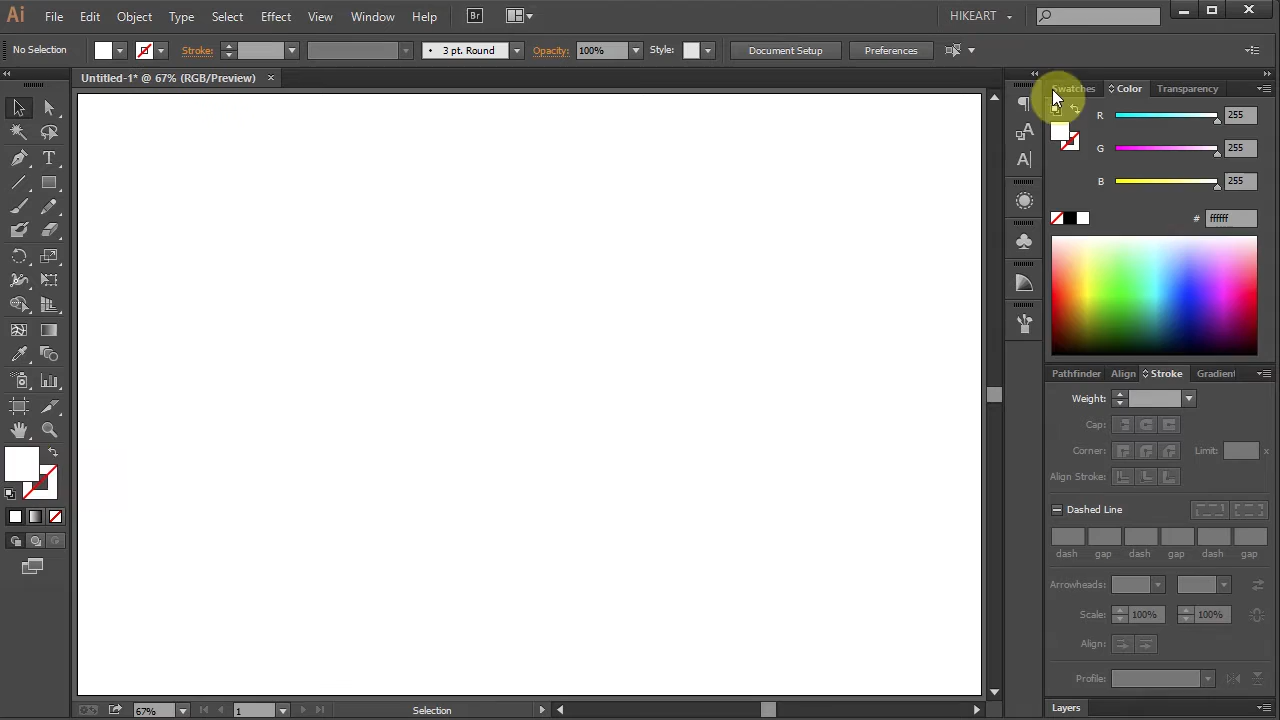 Ai File Edit Object Type Select Effect View Window Help Br HIKEART
No Selection Stroke: 3 pt. Round Opacity: 100% Style: Document Setup Preferences
Untitled-1* @ 67% (RGB/Preview) ×
Swatches Color Transparency
R 255
G 255
B 255
# ffffff
Pathfinder Align Stroke Gradient
Weight:
Cap:
Corner: Limit: x
Align Stroke:
Dashed Line
dash gap dash gap dash gap
Arrowheads:
Scale: 100% 100%
Align:
Profile:
Layers
67% 1 Selection